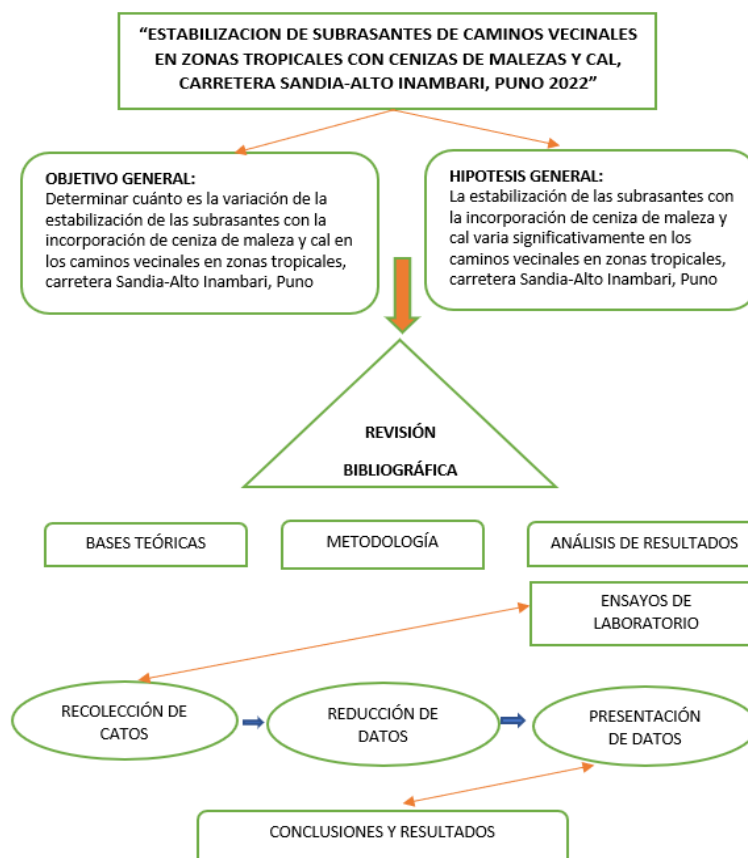 “ESTABILIZACION DE SUBRASANTES DE CAMINOS VECINALES
EN ZONAS TROPICALES CON CENIZAS DE MALEZAS Y CAL,
CARRETERA SANDIA-ALTO INAMBARI, PUNO 2022”
OBJETIVO GENERAL:
Determinar cuánto es la variación de la
estabilización de las subrasantes con la
incorporación de ceniza de maleza y cal en
los caminos vecinales en zonas tropicales,
carretera Sandia-Alto Inambari, Puno
HIPOTESIS GENERAL:
La estabilización de las subrasantes con
la incorporación de ceniza de maleza y
cal varia significativamente en los
caminos vecinales en zonas tropicales,
carretera Sandia-Alto Inambari, Puno
REVISIÓN
BIBLIOGRÁFICA
BASES TEÓRICAS
METODOLOGÍA
ANÁLISIS DE RESULTADOS
ENSAYOS DE
LABORATORIO
RECOLECCIÓN DE
CATOS
REDUCCIÓN DE
DATOS
PRESENTACIÓN
DE DATOS
CONCLUSIONES Y RESULTADOS